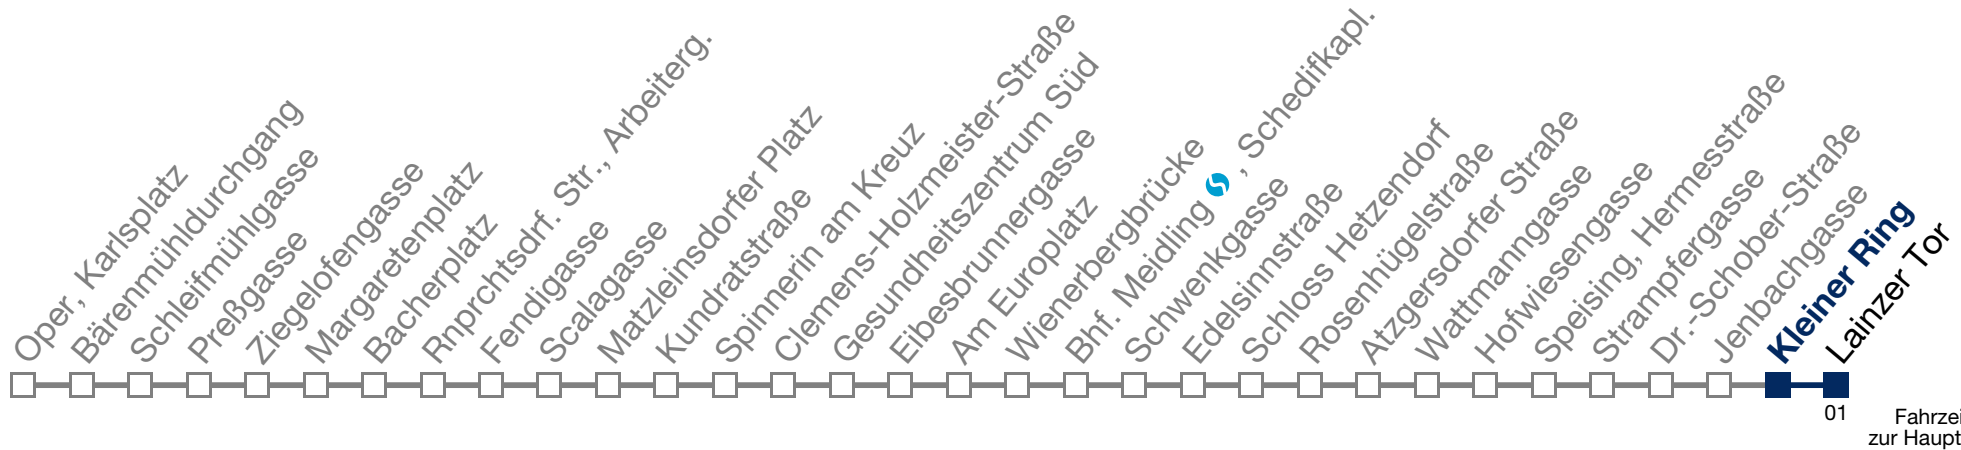 Oper, Karlsplatz
Bärenmühldurchgang
Schleifmühlgasse
Preßgasse
Ziegelofengasse
Margaretenplatz
Bacherplatz
Rnprchtsdrf. Str., Arbeiterg.
Fendigasse
Scalagasse
Matzleinsdorfer Platz
Kundratstraße
Spinnerin am Kreuz
Clemens-Holzmeister-Straße
Gesundheitszentrum Süd
Eibesbrunnergasse
Am Europlatz
Wienerbergbrücke
Bhf. Meidling , Schedifkapl.
Schwenkgasse
Edelsinnstraße
Schloss Hetzendorf
Rosenhügelstraße
Atzgersdorfer Straße
Wattmanngasse
Hofwiesengasse
Speising, Hermesstraße
Strampfergasse
Dr.-Schober-Straße
Jenbachgasse
Kleiner Ring
Lainzer Tor
01
Fahrzei
zur Haupt